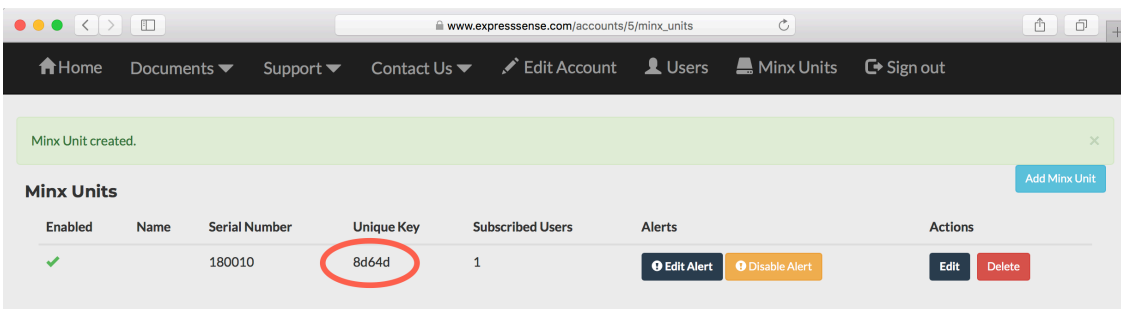 www.expresssense.com/accounts/5/minx_units
Home Documents Support Contact Us Edit Account Users Minx Units Sign out
Minx Unit created. ×
Add Minx Unit
Minx Units
Enabled Name Serial Number Unique Key Subscribed Users Alerts Actions
180010 8d64d 1 Edit Alert Disable Alert Edit Delete